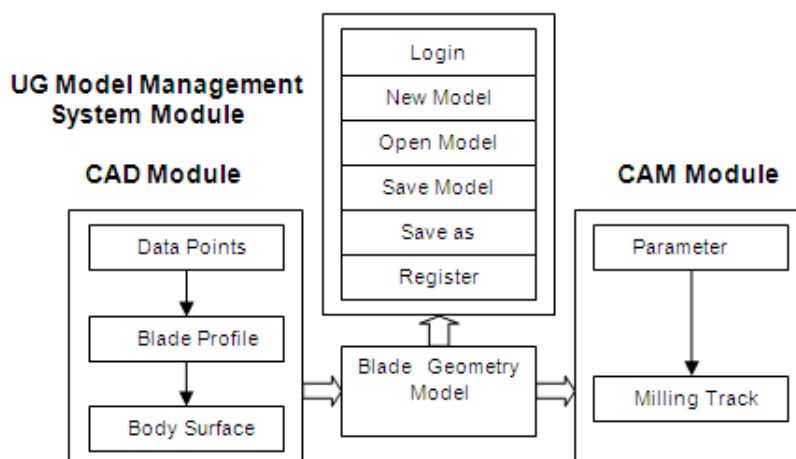 UG Model Management
System Module
Login
New Model
Open Model
Save Model
Save as
Register
CAD Module
Data Points
Blade Profile
Body Surface
Blade Geometry
Model
CAM Module
Parameter
Milling Track